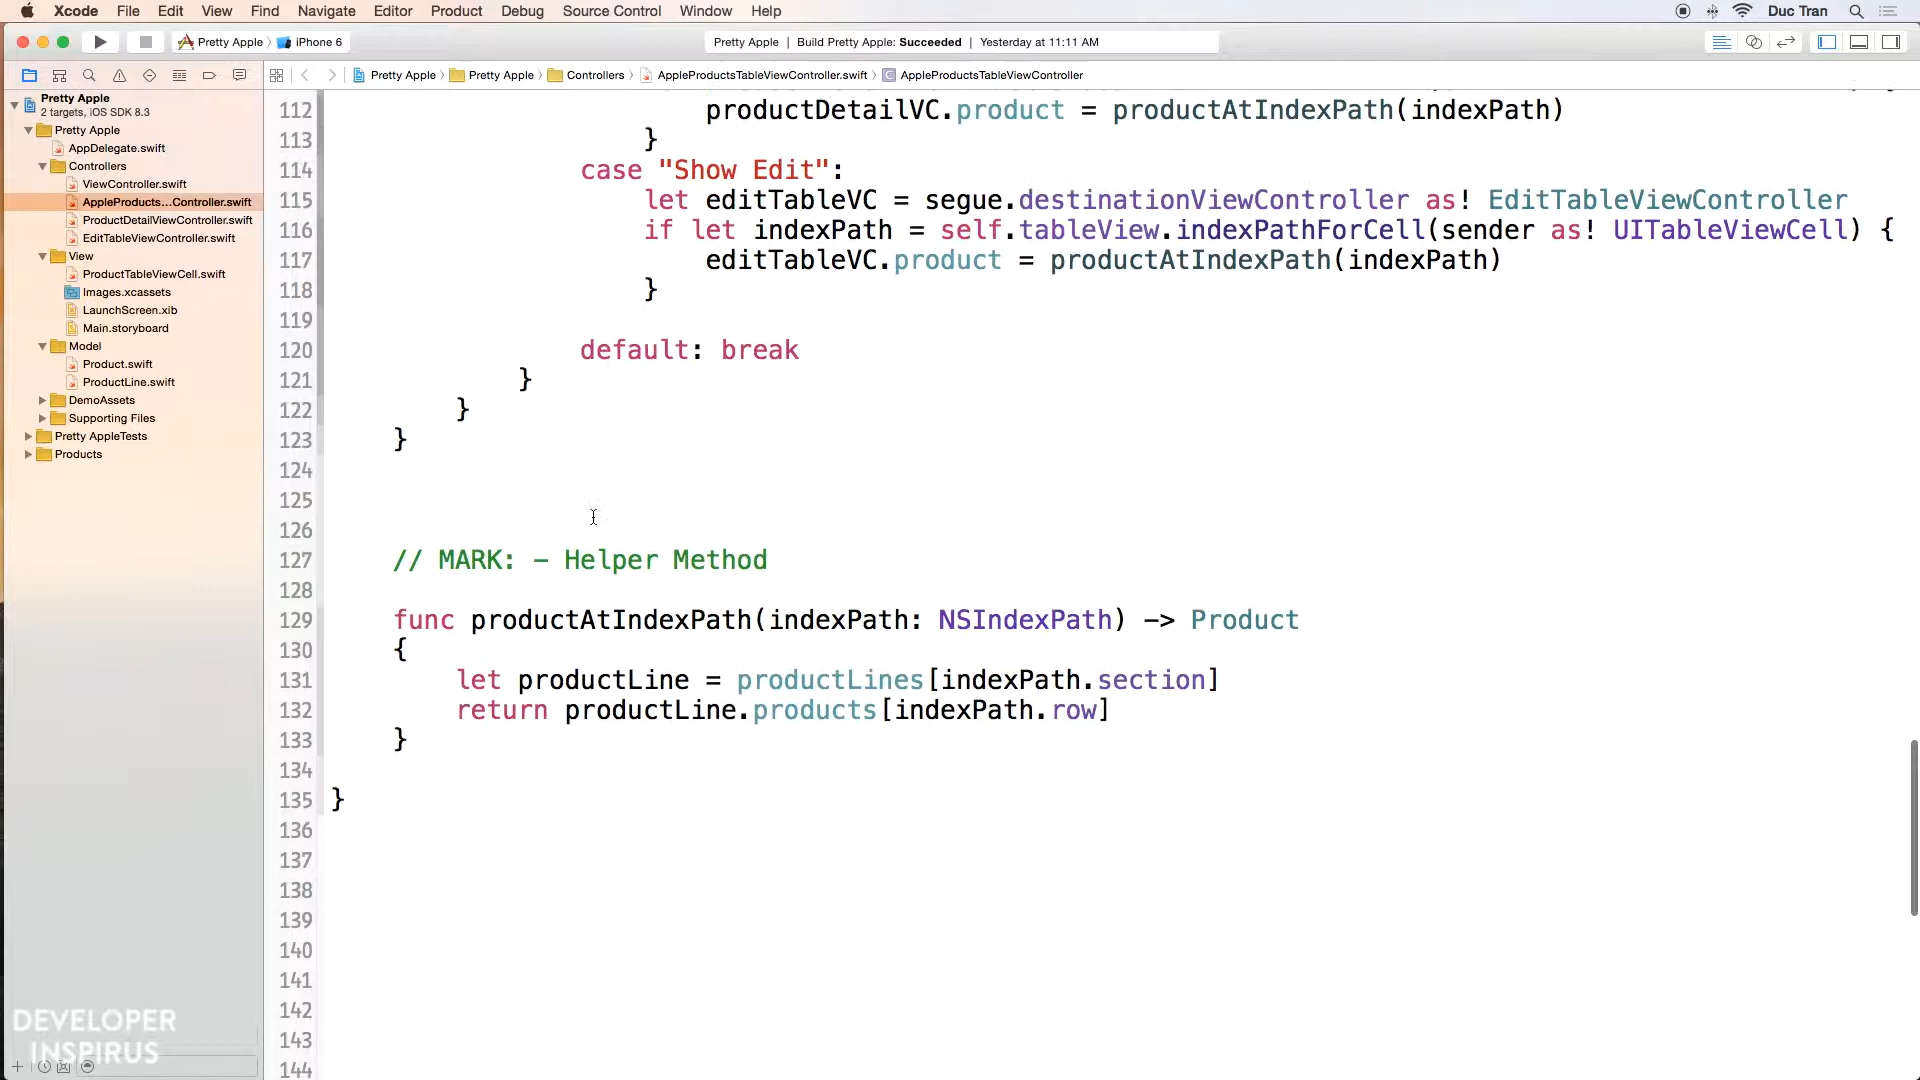 Xcode File Edit View Find Navigate Editor Product Debug Source Control Window Help Duc Tran
Pretty Apple iPhone 6 Pretty Apple | Build Pretty Apple: Succeeded | Yesterday at 11:11 AM
Pretty Apple Pretty Apple Controllers AppleProductsTableViewController.swift C AppleProductsTableViewController
Pretty Apple
2 targets, iOS SDK 8.3
Pretty Apple
AppDelegate.swift
Controllers
ViewController.swift
AppleProducts...Controller.swift
ProductDetailViewController.swift
EditTableViewController.swift
View
ProductTableViewCell.swift
Images.xcassets
LaunchScreen.xib
Main.storyboard
Model
Product.swift
ProductLine.swift
DemoAssets
Supporting Files
Pretty AppleTests
Products
112 productDetailVC.product = productAtIndexPath(indexPath)
113 }
114 case "Show Edit":
115 let editTableVC = segue.destinationViewController as! EditTableViewController
116 if let indexPath = self.tableView.indexPathForCell(sender as! UITableViewCell) {
117 editTableVC.product = productAtIndexPath(indexPath)
118 }
119
120 default: break
121 }
122 }
123 }
124
125
126
127 // MARK: - Helper Method
128
129 func productAtIndexPath(indexPath: NSIndexPath) -> Product
130 {
131 let productLine = productLines[indexPath.section]
132 return productLine.products[indexPath.row]
133 }
134
135 }
136
137
138
139
140
141
142
143
144
DEVELOPER
INSPIRUS